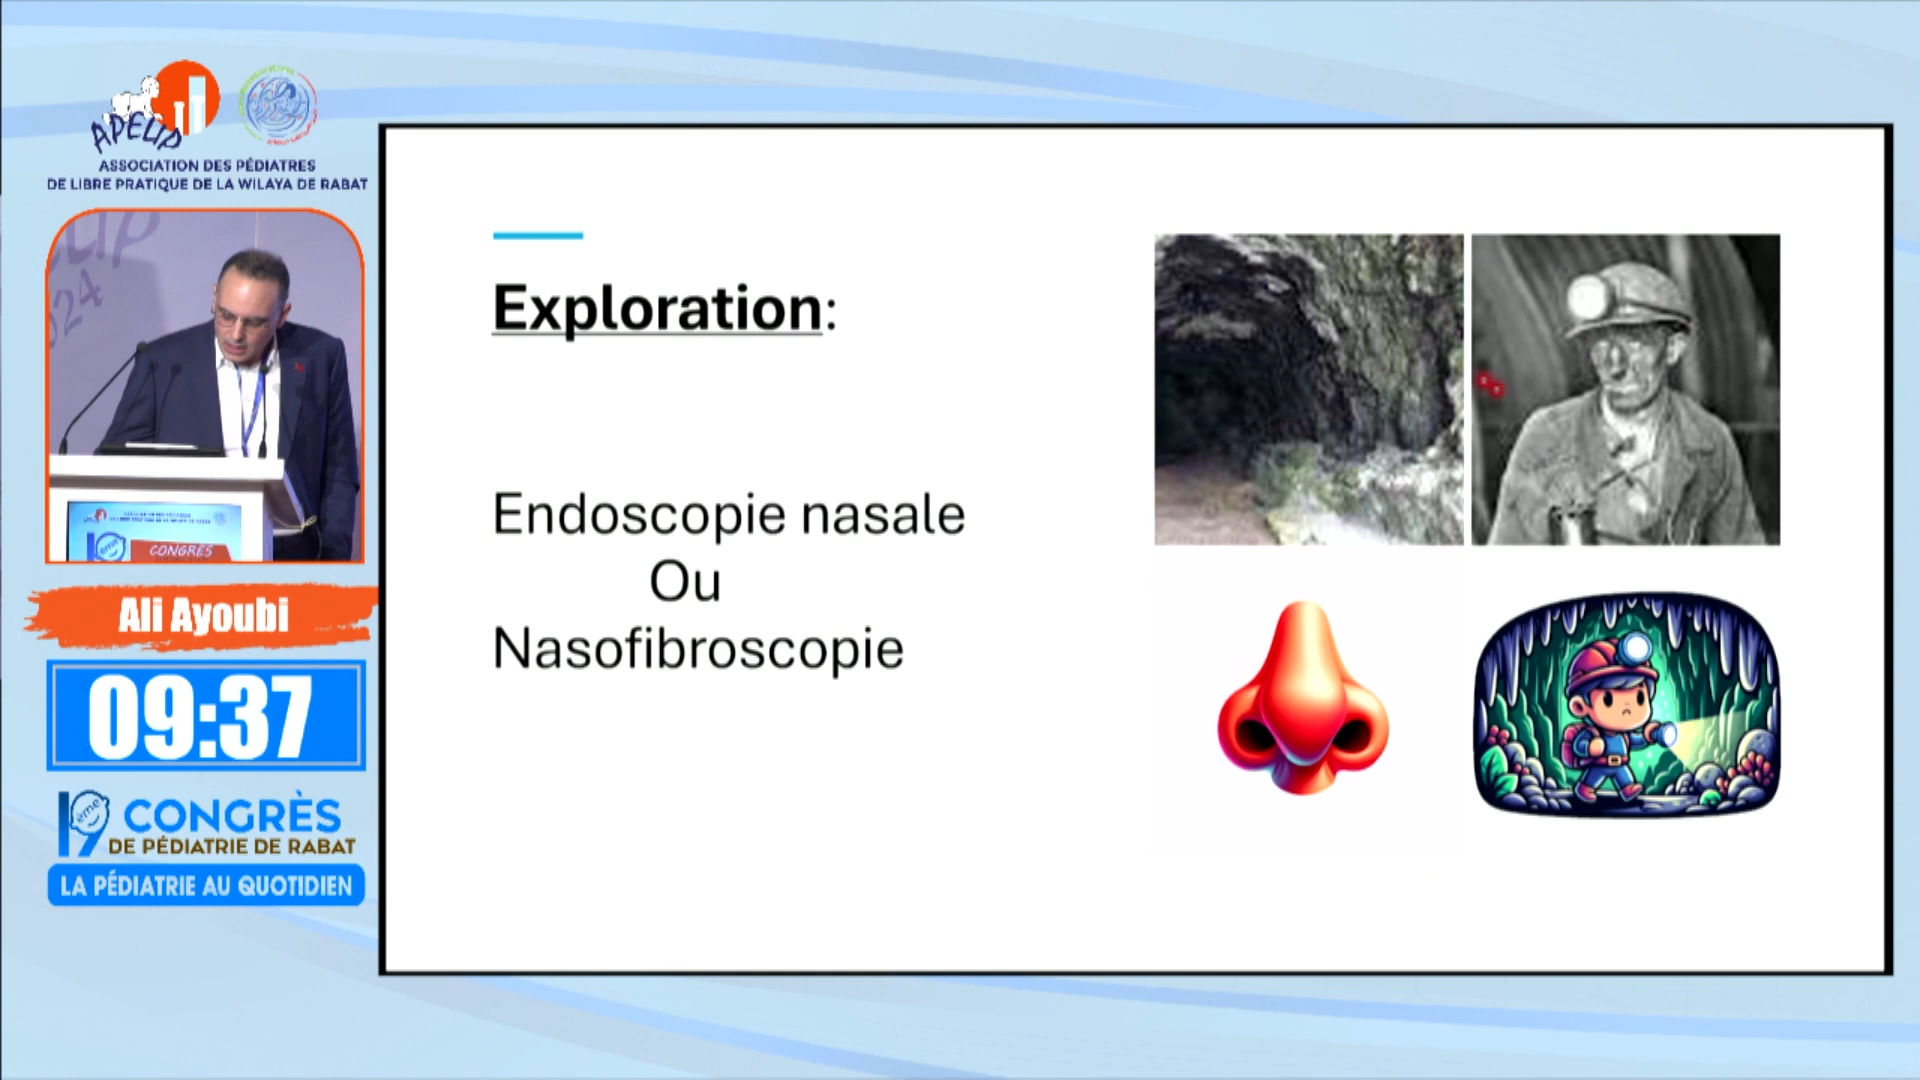 APELIP
ASSOCIATION DES PÉDIATRES
DE LIBRE PRATIQUE DE LA WILAYA DE RABAT
CONGRÈS
Ali Ayoubi
09:37
19ème CONGRÈS
DE PÉDIATRIE DE RABAT
LA PÉDIATRIE AU QUOTIDIEN
Exploration:
Endoscopie nasale
Ou
Nasofibroscopie